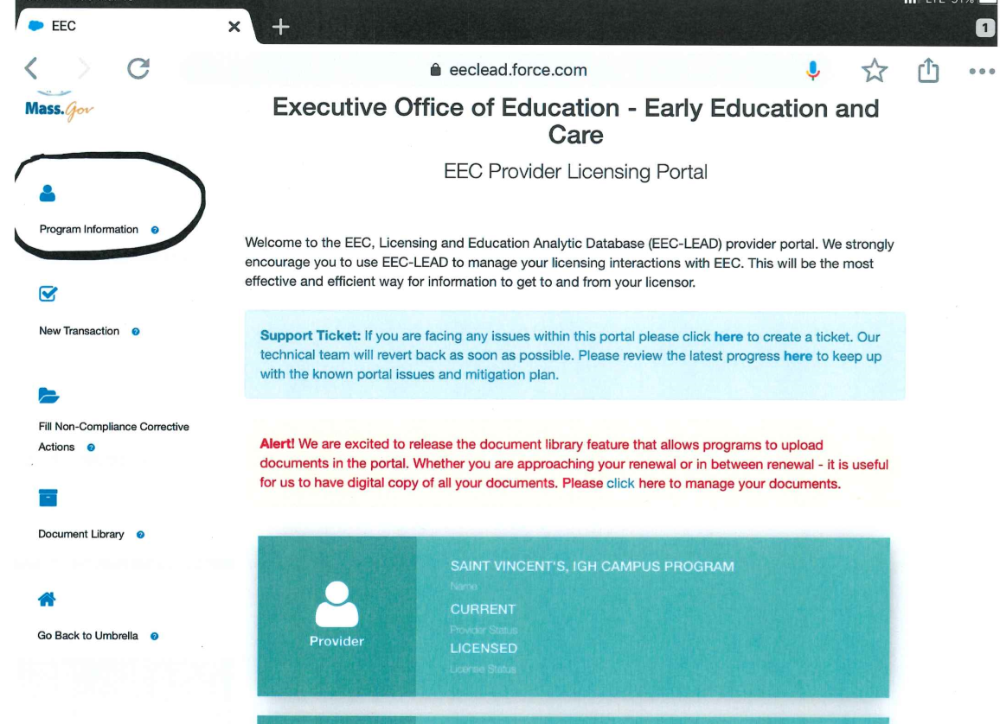 LTE 51%
EEC
1
eeclead.force.com
Mass.Gov
Executive Office of Education - Early Education and
Care
EEC Provider Licensing Portal
Program Information ?
New Transaction ?
Fill Non-Compliance Corrective
Actions ?
Document Library ?
Go Back to Umbrella ?
Welcome to the EEC, Licensing and Education Analytic Database (EEC-LEAD) provider portal. We strongly
encourage you to use EEC-LEAD to manage your licensing interactions with EEC. This will be the most
effective and efficient way for information to get to and from your licensor.
Support Ticket: If you are facing any issues within this portal please click here to create a ticket. Our
technical team will revert back as soon as possible. Please review the latest progress here to keep up
with the known portal issues and mitigation plan.
Alert! We are excited to release the document library feature that allows programs to upload
documents in the portal. Whether you are approaching your renewal or in between renewal - it is useful
for us to have digital copy of all your documents. Please click here to manage your documents.
Provider
SAINT VINCENT'S, IGH CAMPUS PROGRAM
Name
CURRENT
Provider Status
LICENSED
License Status